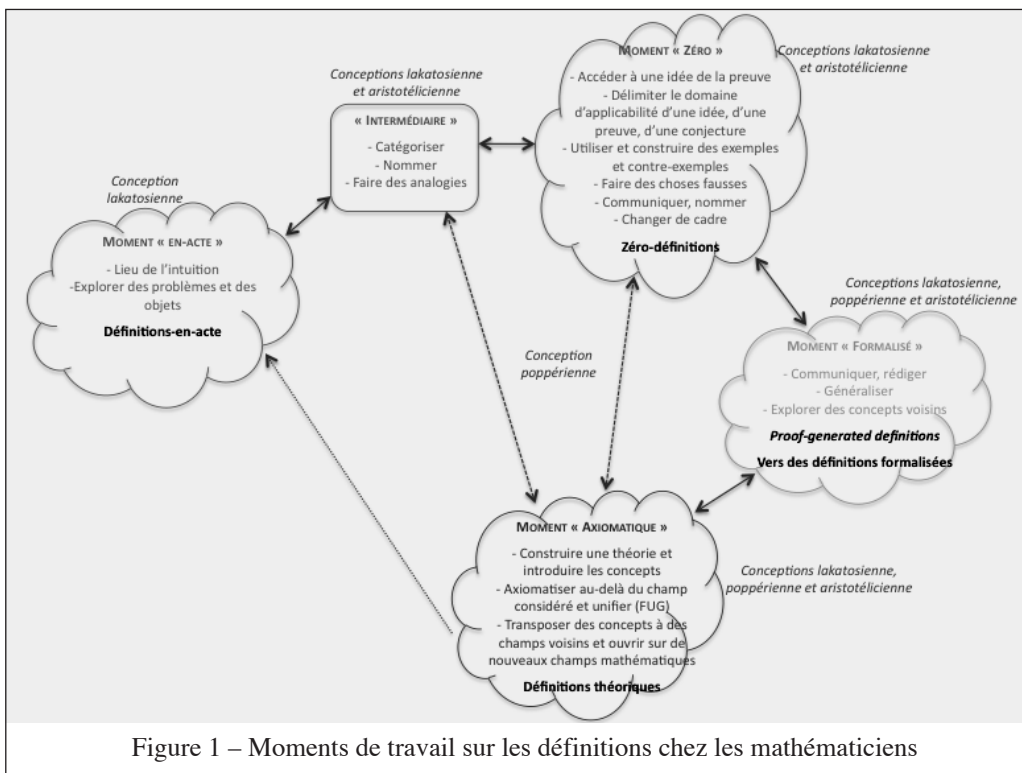 Conception
lakatosienne
MOMENT « EN-ACTE »
- Lieu de l'intuition
-Explorer des problèmes et des
objets
Définitions-en-acte
Conceptions lakatosienne
et aristotélicienne
« INTERMÉDIAIRE »
- Catégoriser
- Nommer
- Faire des analogies
MOMENT « ZÉRO »
- Accéder à une idée de la preuve
- Délimiter le domaine
d'applicabilité d'une idée, d'une
preuve, d'une conjecture
- Utiliser et construire des exemples
et contre-exemples
- Faire des choses fausses
- Communiquer, nommer
- Changer de cadre
Zéro-définitions
Conceptions lakatosienne
et aristotélicienne
Conception
poppérienne
Conceptions lakatosienne,
poppérienne et aristotélicienne
MOMENT « FORMALISÉ »
- Communiquer, rédiger
- Généraliser
- Explorer des concepts voisins
Proof-generated definitions
Vers des définitions formalisées
MOMENT « AXIOMATIQUE »
- Construire une théorie et
introduire les concepts
- Axiomatiser au-delà du champ
considéré et unifier (FUG)
- Transposer des concepts à des
champs voisins et ouvrir sur de
nouveaux champs mathématiques
Définitions théoriques
Conceptions lakatosienne,
poppérienne et aristotélicienne
Figure 1 – Moments de travail sur les définitions chez les mathématiciens